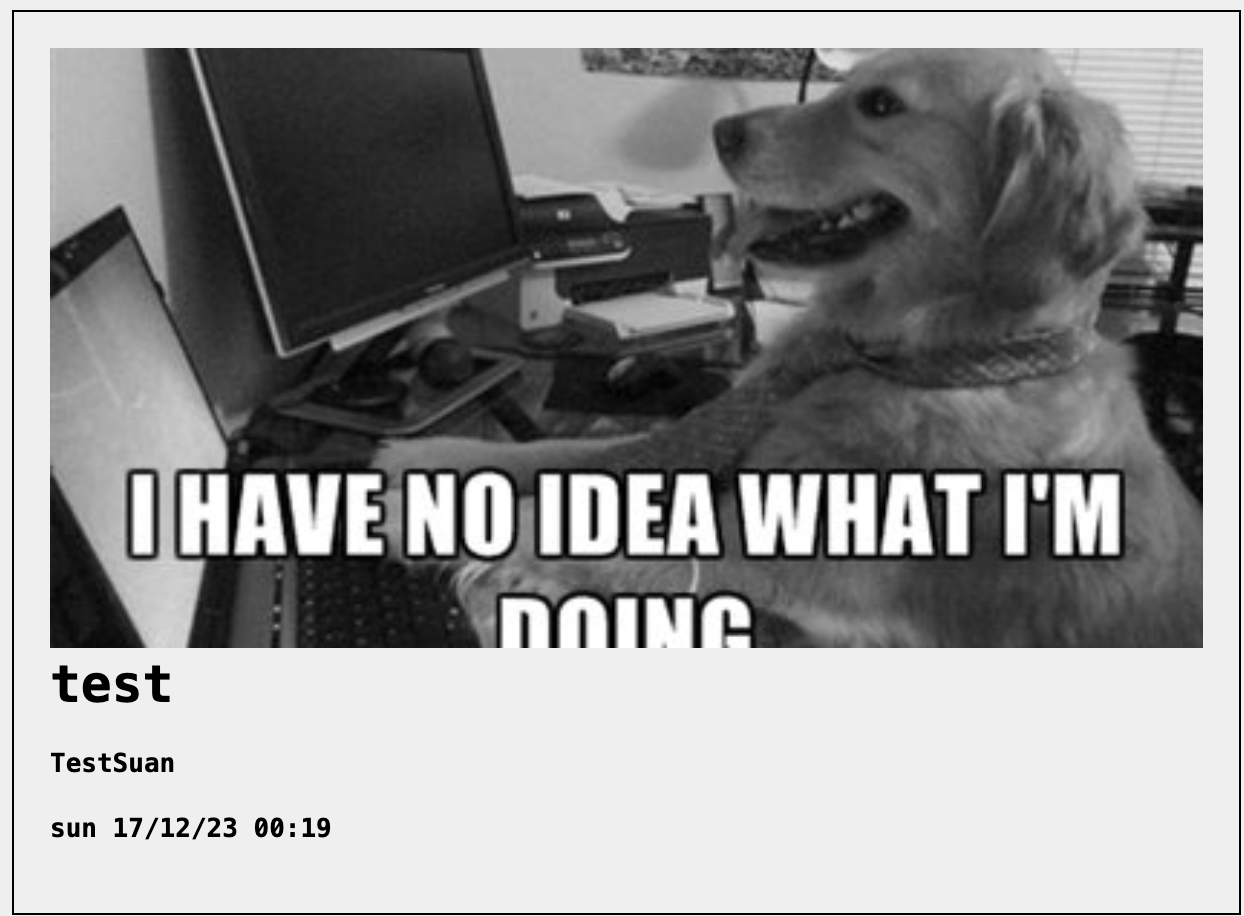 I HAVE NO IDEA WHAT I'M
DOING
test
TestSuan
sun 17/12/23 00:19